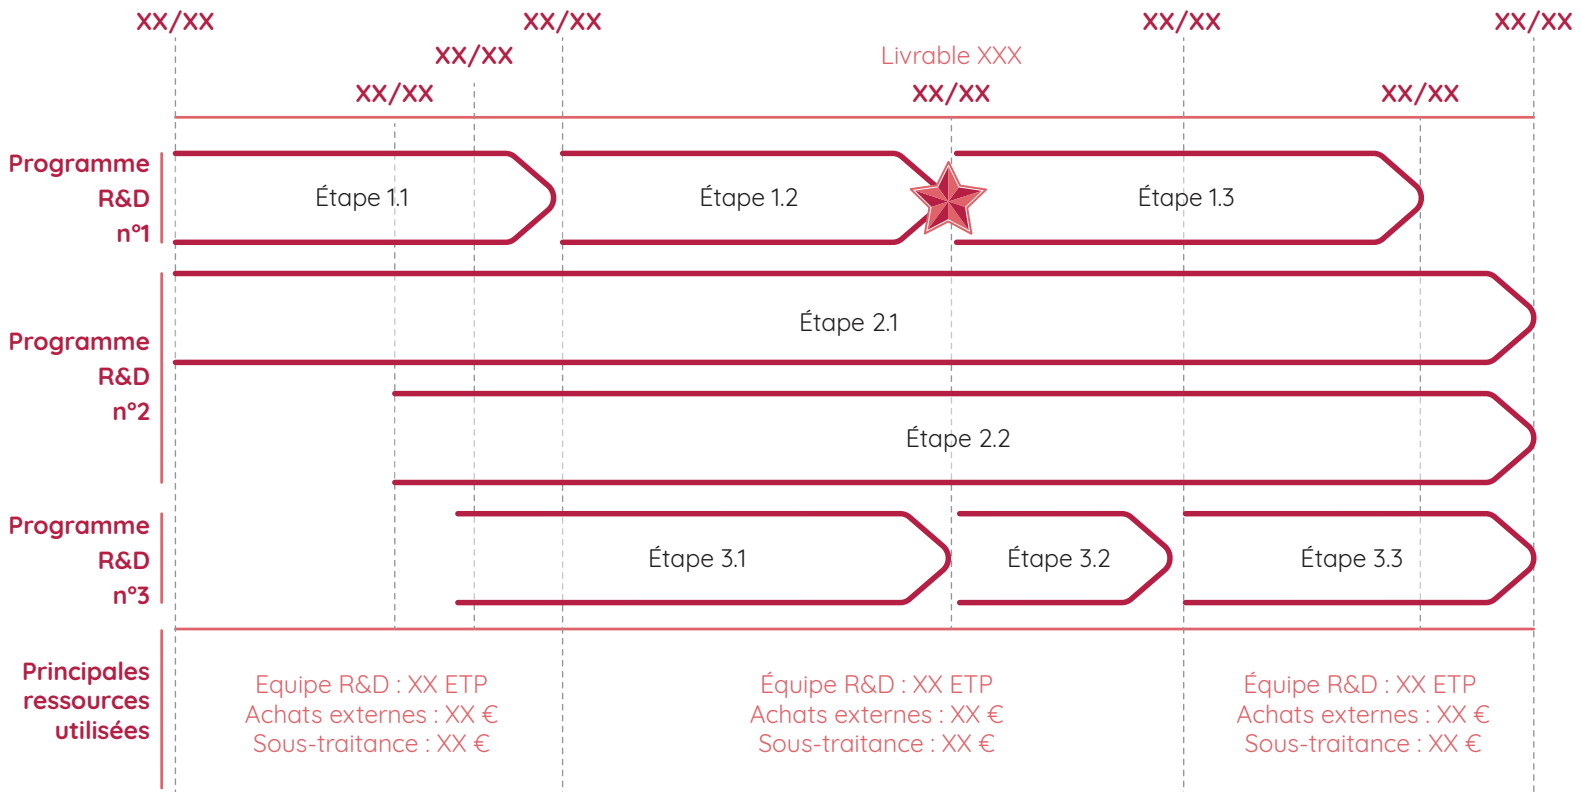 XX/XX
XX/XX
XX/XX
XX/XX
XX/XX
Livrable XXX
XX/XX
XX/XX
XX/XX
Programme
R&D
n°1
Étape 1.1
Étape 1.2
Étape 1.3
Programme
R&D
n°2
Étape 2.1
Étape 2.2
Programme
R&D
n°3
Étape 3.1
Étape 3.2
Étape 3.3
Principales
ressources
utilisées
Equipe R&D : XX ETP
Achats externes : XX €
Sous-traitance : XX €
Équipe R&D : XX ETP
Achats externes : XX €
Sous-traitance : XX €
Équipe R&D : XX ETP
Achats externes : XX €
Sous-traitance : XX €